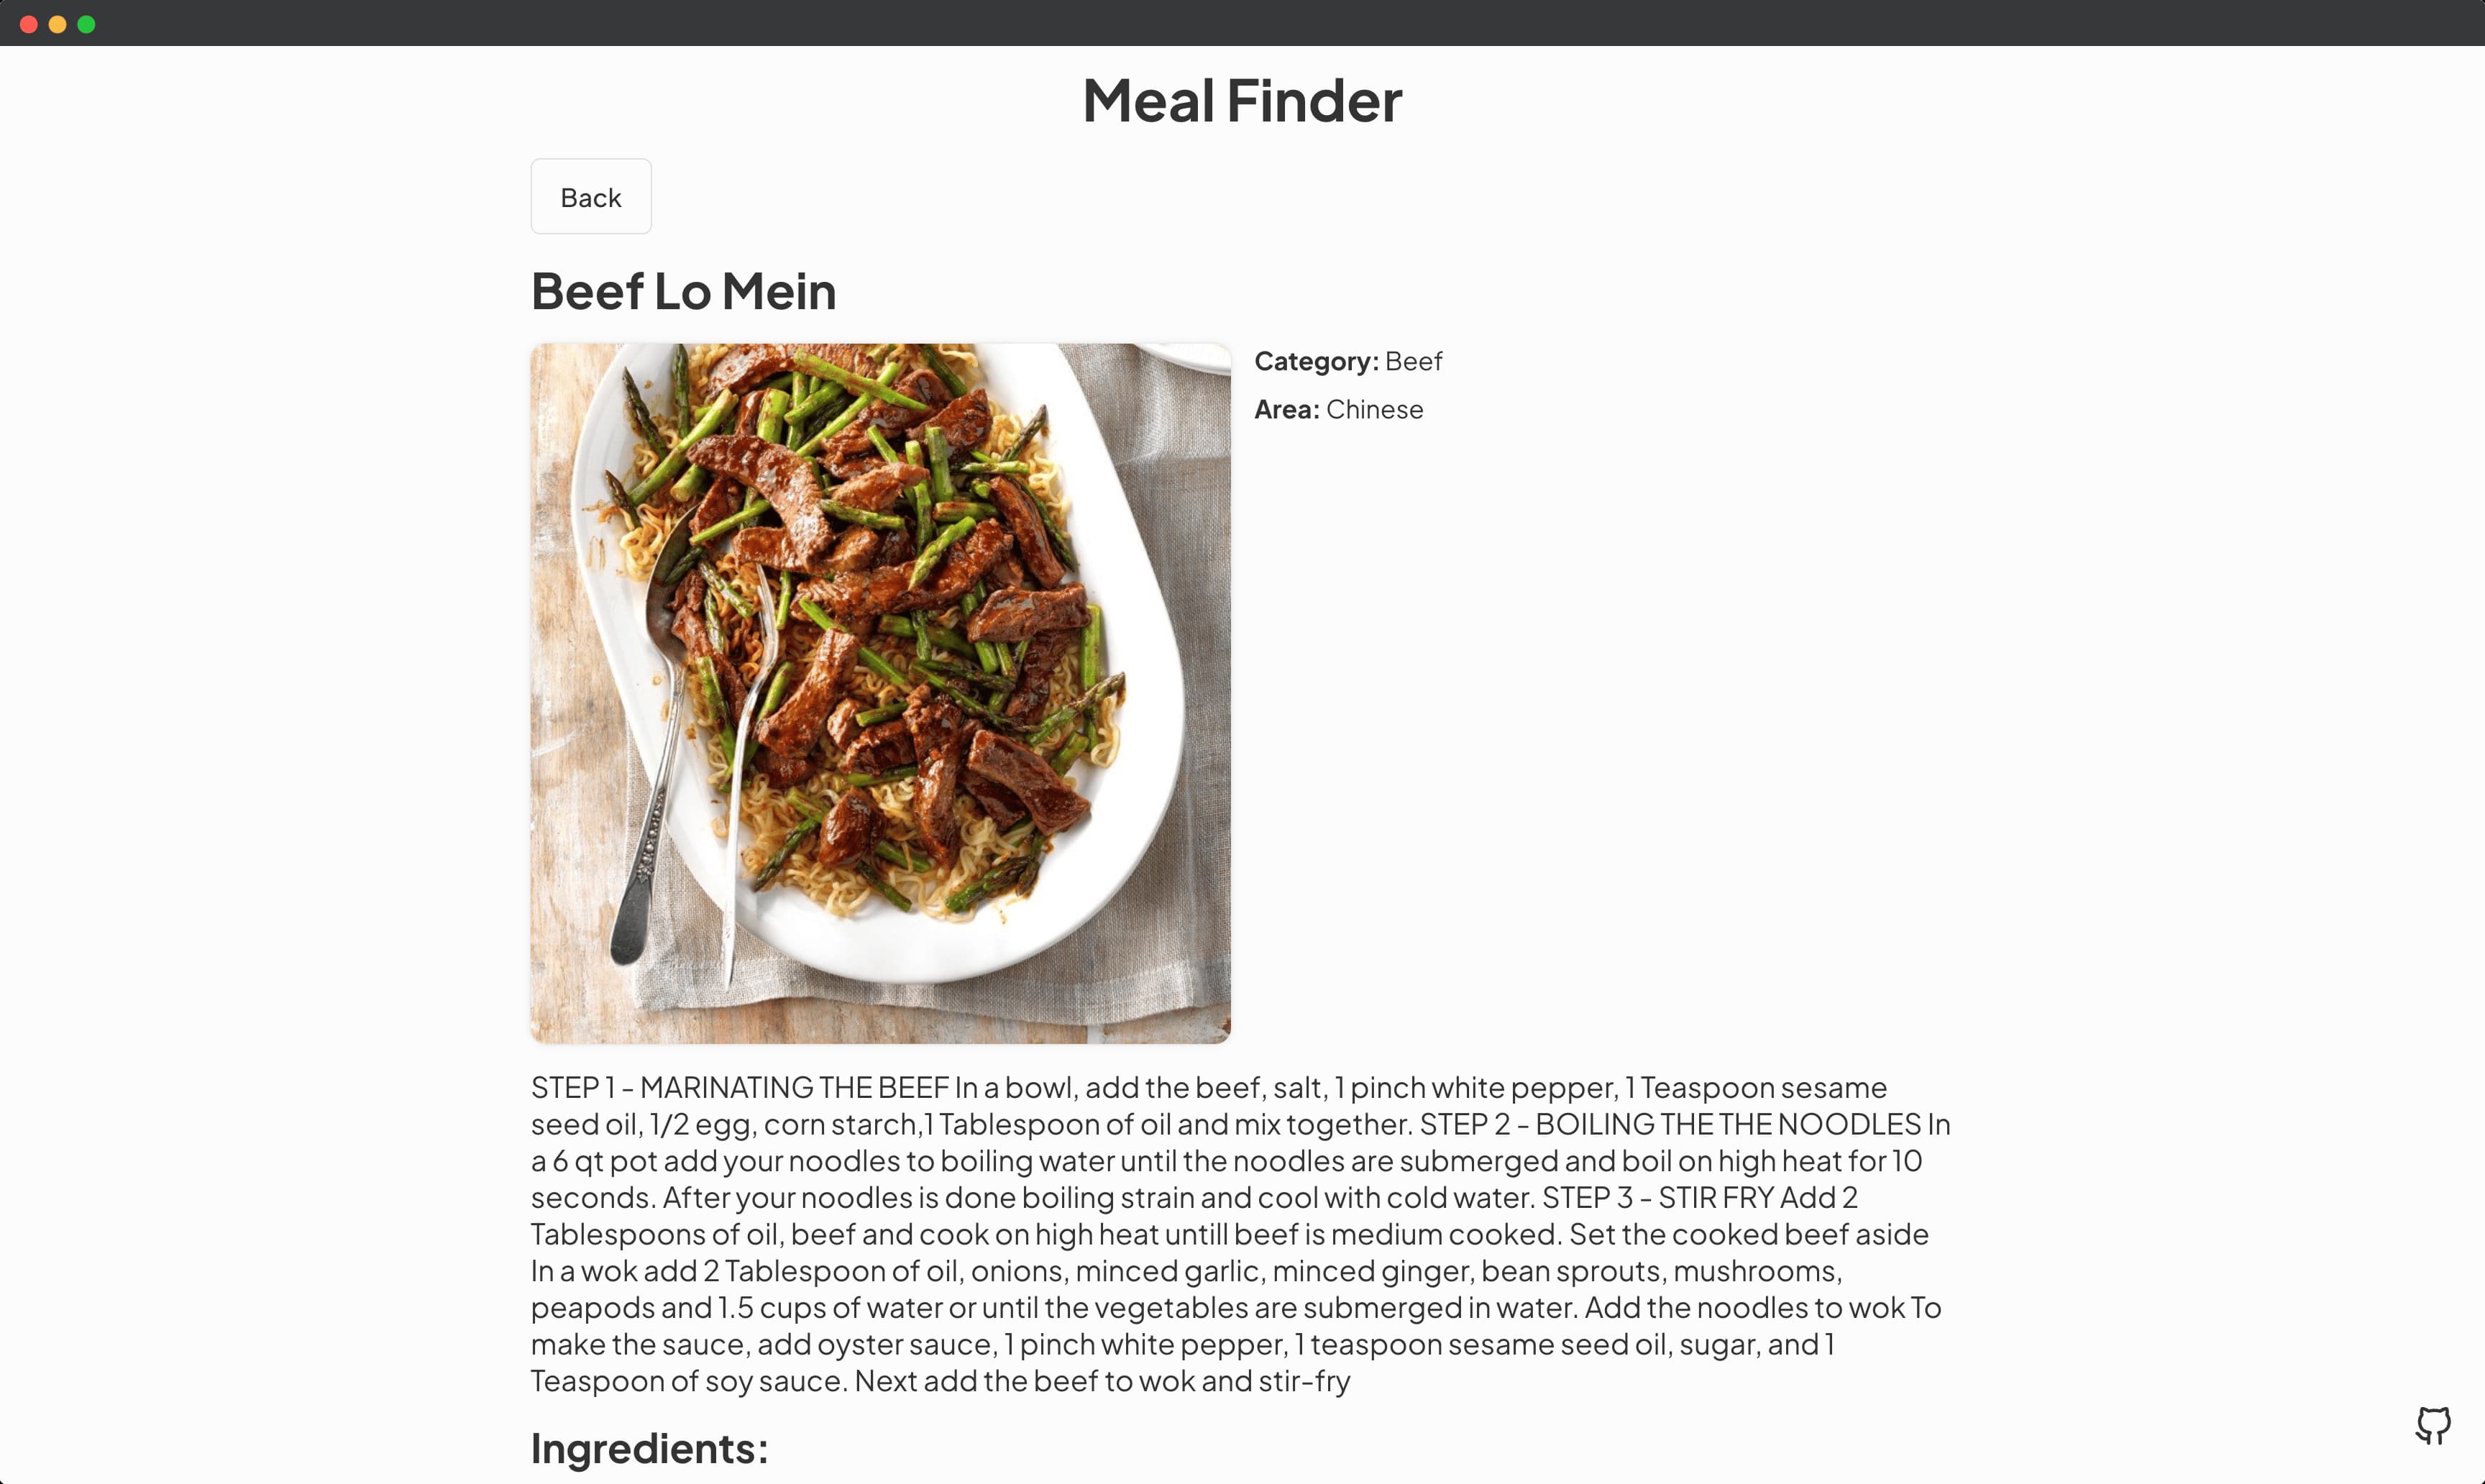 Meal Finder
Back
Beef Lo Mein
Category: Beef
Area: Chinese
STEP 1 - MARINATING THE BEEF In a bowl, add the beef, salt, 1 pinch white pepper, 1 Teaspoon sesame
seed oil, 1/2 egg, corn starch,1 Tablespoon of oil and mix together. STEP 2 - BOILING THE THE NOODLES In
a 6 qt pot add your noodles to boiling water until the noodles are submerged and boil on high heat for 10
seconds. After your noodles is done boiling strain and cool with cold water. STEP 3 - STIR FRY Add 2
Tablespoons of oil, beef and cook on high heat untill beef is medium cooked. Set the cooked beef aside
In a wok add 2 Tablespoon of oil, onions, minced garlic, minced ginger, bean sprouts, mushrooms,
peapods and 1.5 cups of water or until the vegetables are submerged in water. Add the noodles to wok To
make the sauce, add oyster sauce, 1 pinch white pepper, 1 teaspoon sesame seed oil, sugar, and 1
Teaspoon of soy sauce. Next add the beef to wok and stir-fry
Ingredients: